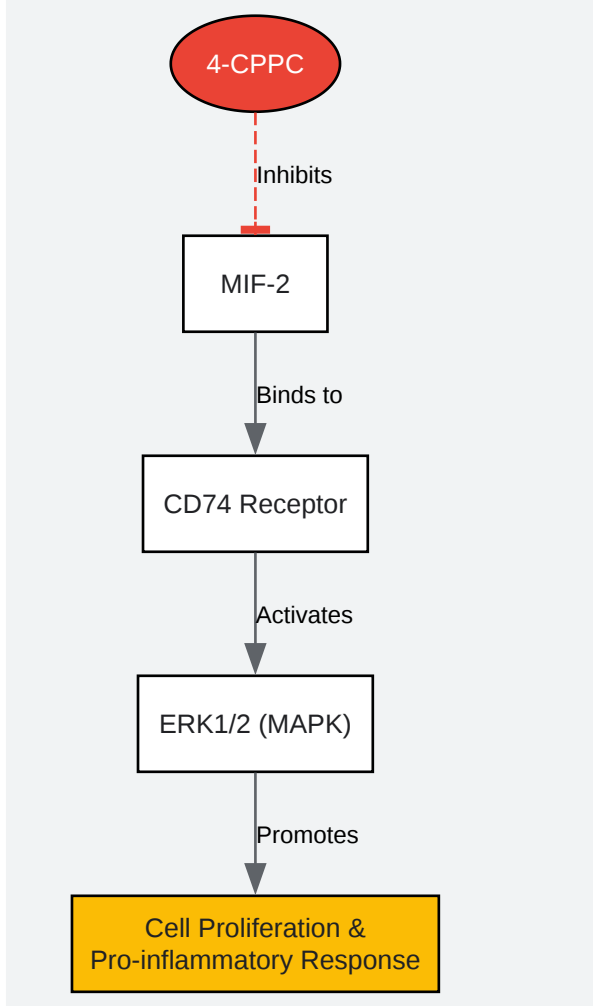 4-CPPC
Inhibits
MIF-2
Binds to
CD74 Receptor
Activates
ERK1/2 (MAPK)
Promotes
Cell Proliferation &
Pro-inflammatory Response